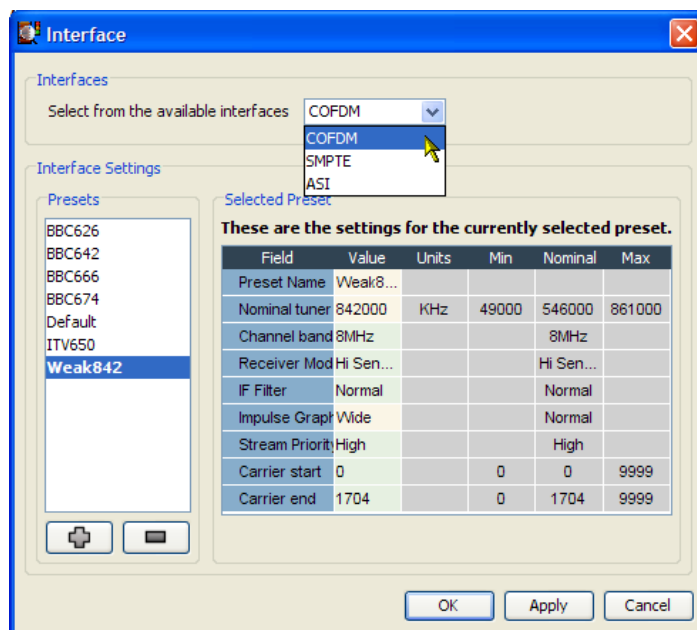 Interface
Interfaces
Select from the available interfaces COFDM
COFDM
SMPTE
ASI
Interface Settings
Presets
BBC626
BBC642
BBC666
BBC674
Default
ITV650
Weak842
Selected Preset
These are the settings for the currently selected preset.
Field Value Units Min Nominal Max
Preset Name Weak8...
Nominal tuner 842000 KHz 49000 546000 861000
Channel band 8MHz 8MHz
Receiver Mod Hi Sen... Hi Sen...
IF Filter Normal Normal
Impulse Graph Wide Normal
Stream Priority High High
Carrier start 0 0 0 9999
Carrier end 1704 0 1704 9999
OK Apply Cancel